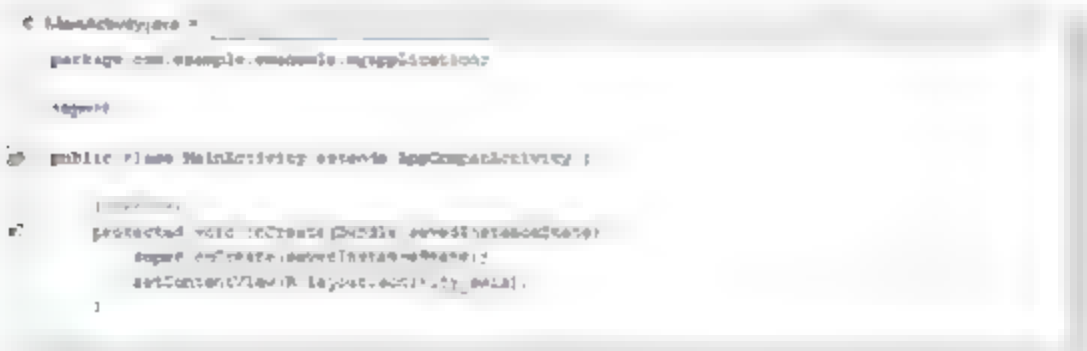 MainActivity.java ×
package com.example.myapplication;
import
public class MainActivity extends AppCompatActivity {
protected void onCreate(Bundle savedInstanceState)
super.onCreate(savedInstanceState);
setContentView(R.layout.activity_main);
}